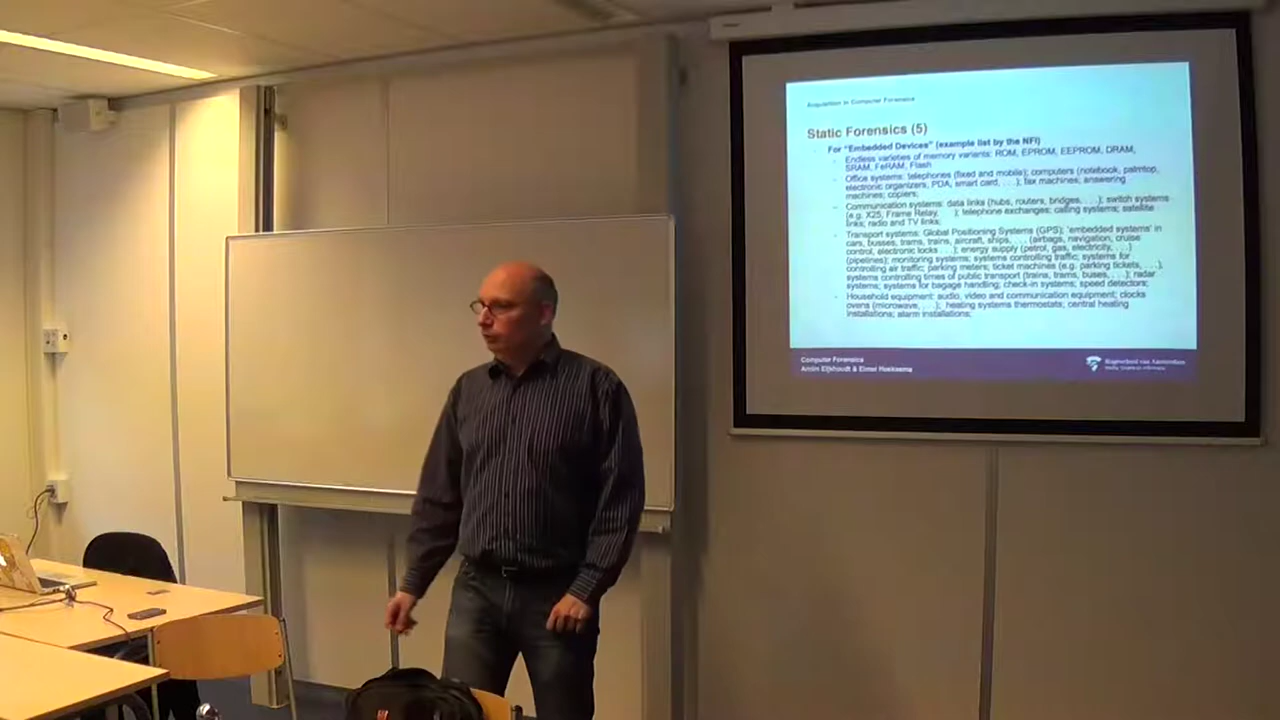 Acquisition in Computer Forensics
Static Forensics (5)
For "Embedded Devices" (example list by the NFI)
Endless varieties of memory variants: ROM, EPROM, EEPROM, DRAM,
SRAM, FeRAM, Flash
Office systems: telephones (fixed and mobile); computers (notebook, palmtop,
electronic organizers, PDA, smart card, . . . ); fax machines; answering
machines; copiers;
Communication systems: data links (hubs, routers, bridges, . . . ); switch systems
(e.g. X25, Frame Relay, ); telephone exchanges; calling systems; satellite
links; radio and TV links;
Transport systems: Global Positioning Systems (GPS); 'embedded systems' in
cars, busses, trams, trains, aircraft, ships, . . . (airbags, navigation, cruise
control, electronic locks . . . ); energy supply (petrol, gas, electricity, . . . )
(pipelines); monitoring systems; systems controlling traffic; systems for
controlling air traffic; parking meters; ticket machines (e.g. parking tickets, . . . ),
systems controlling times of public transport (trains, trams, buses, . . . ); radar
systems; systems for bagage handling; check-in systems; speed detectors;
Household equipment: audio, video and communication equipment; clocks
ovens (microwave, . . .); heating systems thermostats; central heating
installations; alarm installations;
Computer Forensics
Arnim Eijkhoudt & Elmer Hoeksema
Hogeschool van Amsterdam